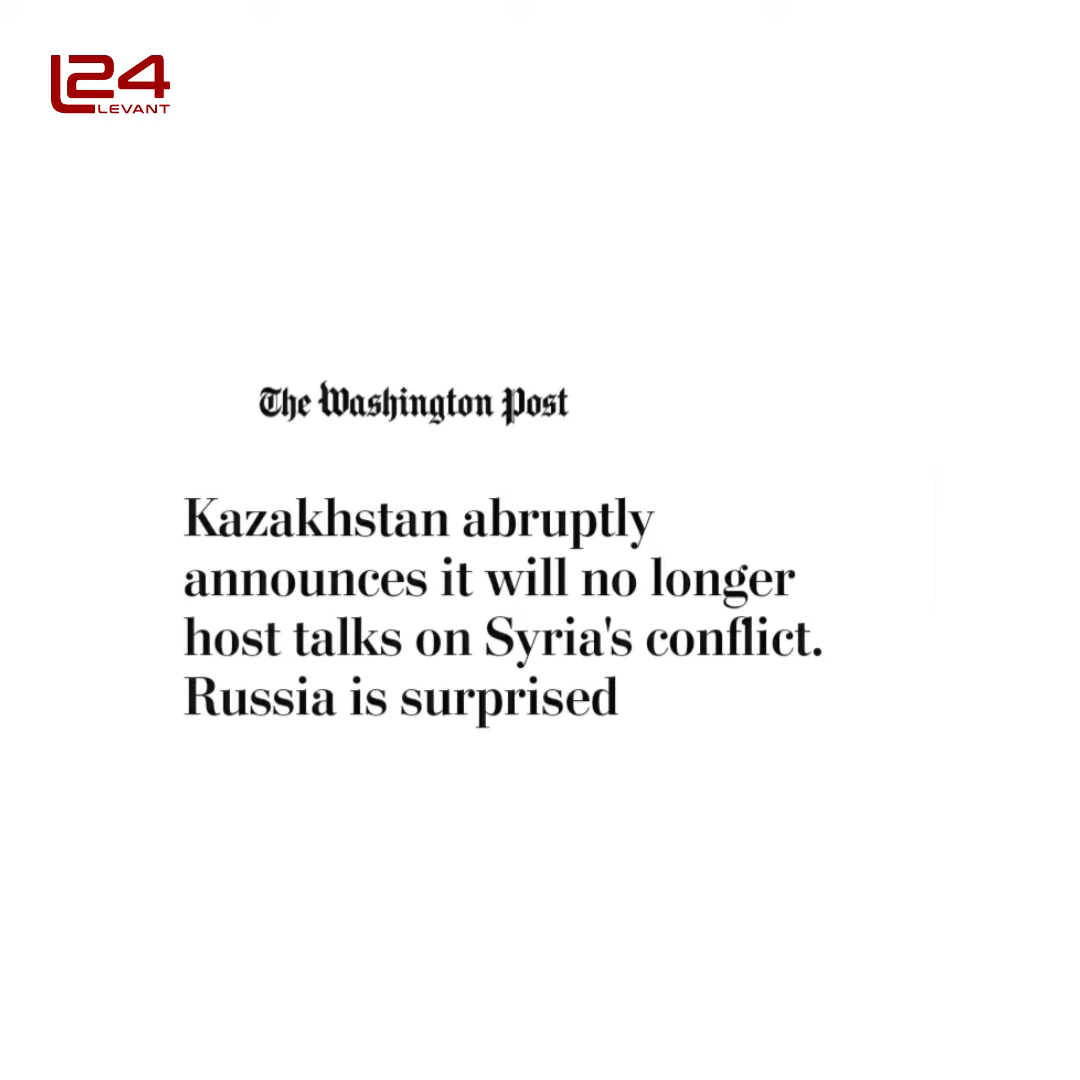 L24
LEVANT
The Washington Post
Kazakhstan abruptly
announces it will no longer
host talks on Syria's conflict.
Russia is surprised